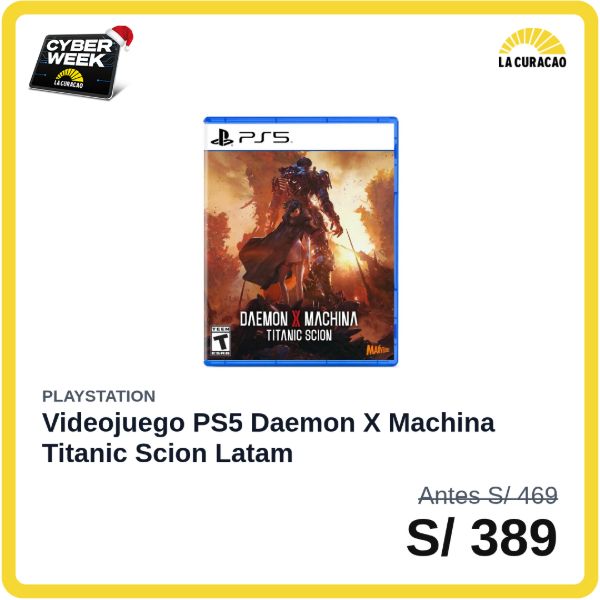 CYBER
WEEK
LA CURACAO
LA CURACAO
PS5
DAEMON X MACHINA
TITANIC SCION
TEEN
T
ESRB
MARVELOUS
PLAYSTATION
Videojuego PS5 Daemon X Machina
Titanic Scion Latam
Antes S/ 469
S/ 389